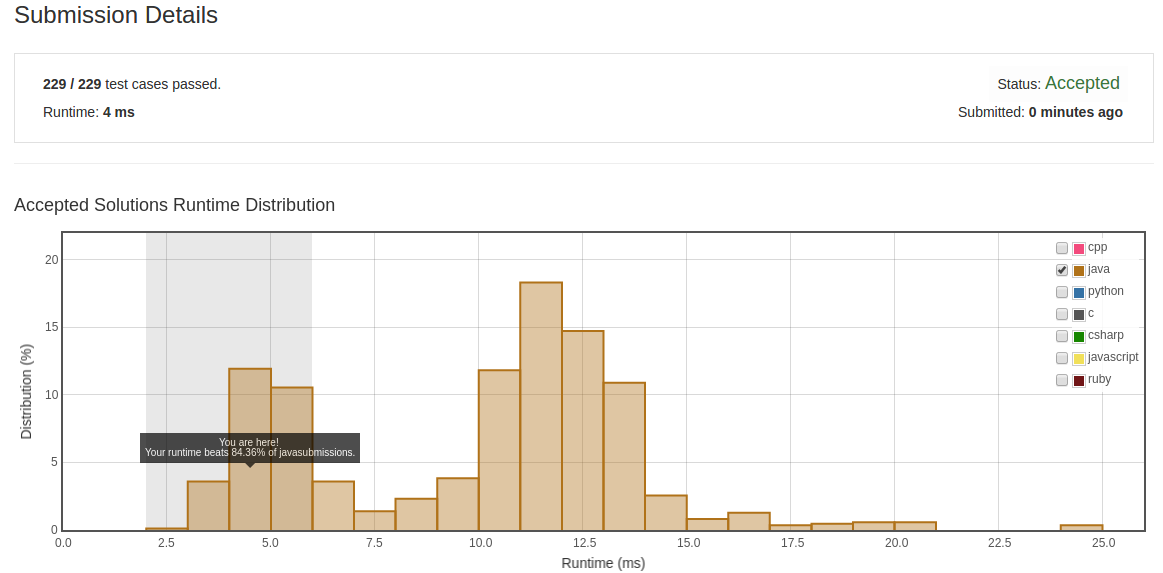 Submission Details
229 / 229 test cases passed.
Status: Accepted
Runtime: 4 ms
Submitted: 0 minutes ago
Accepted Solutions Runtime Distribution
cpp
java
python
c
csharp
javascript
ruby
20
15
10
5
0
Distribution (%)
You are here!
Your runtime beats 84.36% of javasubmissions.
0.0 2.5 5.0 7.5 10.0 12.5 15.0 17.5 20.0 22.5 25.0
Runtime (ms)